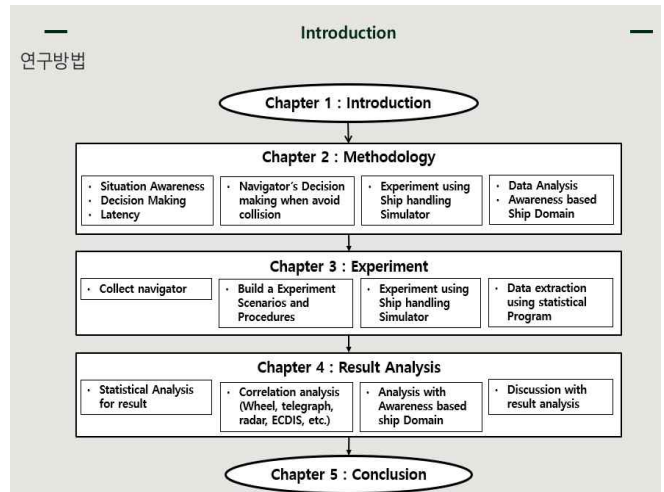 Introduction
연구방법
Chapter 1 : Introduction
Chapter 2 : Methodology
· Situation Awareness
· Decision Making
· Latency
· Navigator's Decision
making when avoid
collision
· Experiment using
Ship handling
Simulator
· Data Analysis
· Awareness based
Ship Domain
Chapter 3 : Experiment
· Collect navigator
· Build a Experiment
Scenarios and
Procedures
· Experiment using
Ship handling
Simulator
· Data extraction
using statistical
Program
Chapter 4 : Result Analysis
· Statistical Analysis
for result
· Correlation analysis
(Wheel, telegraph,
radar, ECDIS, etc.)
· Analysis with
Awareness based
ship Domain
· Discussion with
result analysis
Chapter 5 : Conclusion